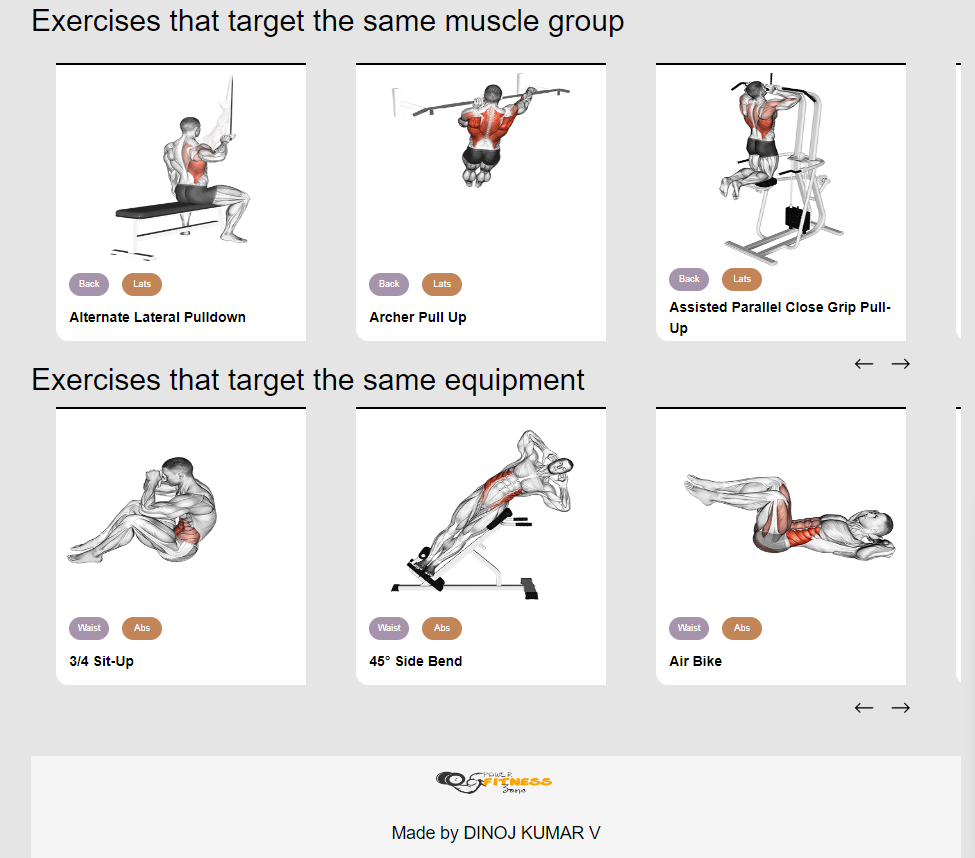 Exercises that target the same muscle group
Back Lats
Alternate Lateral Pulldown
Back Lats
Archer Pull Up
Back Lats
Assisted Parallel Close Grip Pull-
Up
Exercises that target the same equipment
Waist Abs
3/4 Sit-Up
Waist Abs
45° Side Bend
Waist Abs
Air Bike
POWER
FITNESS
Zone
Made by DINOJ KUMAR V